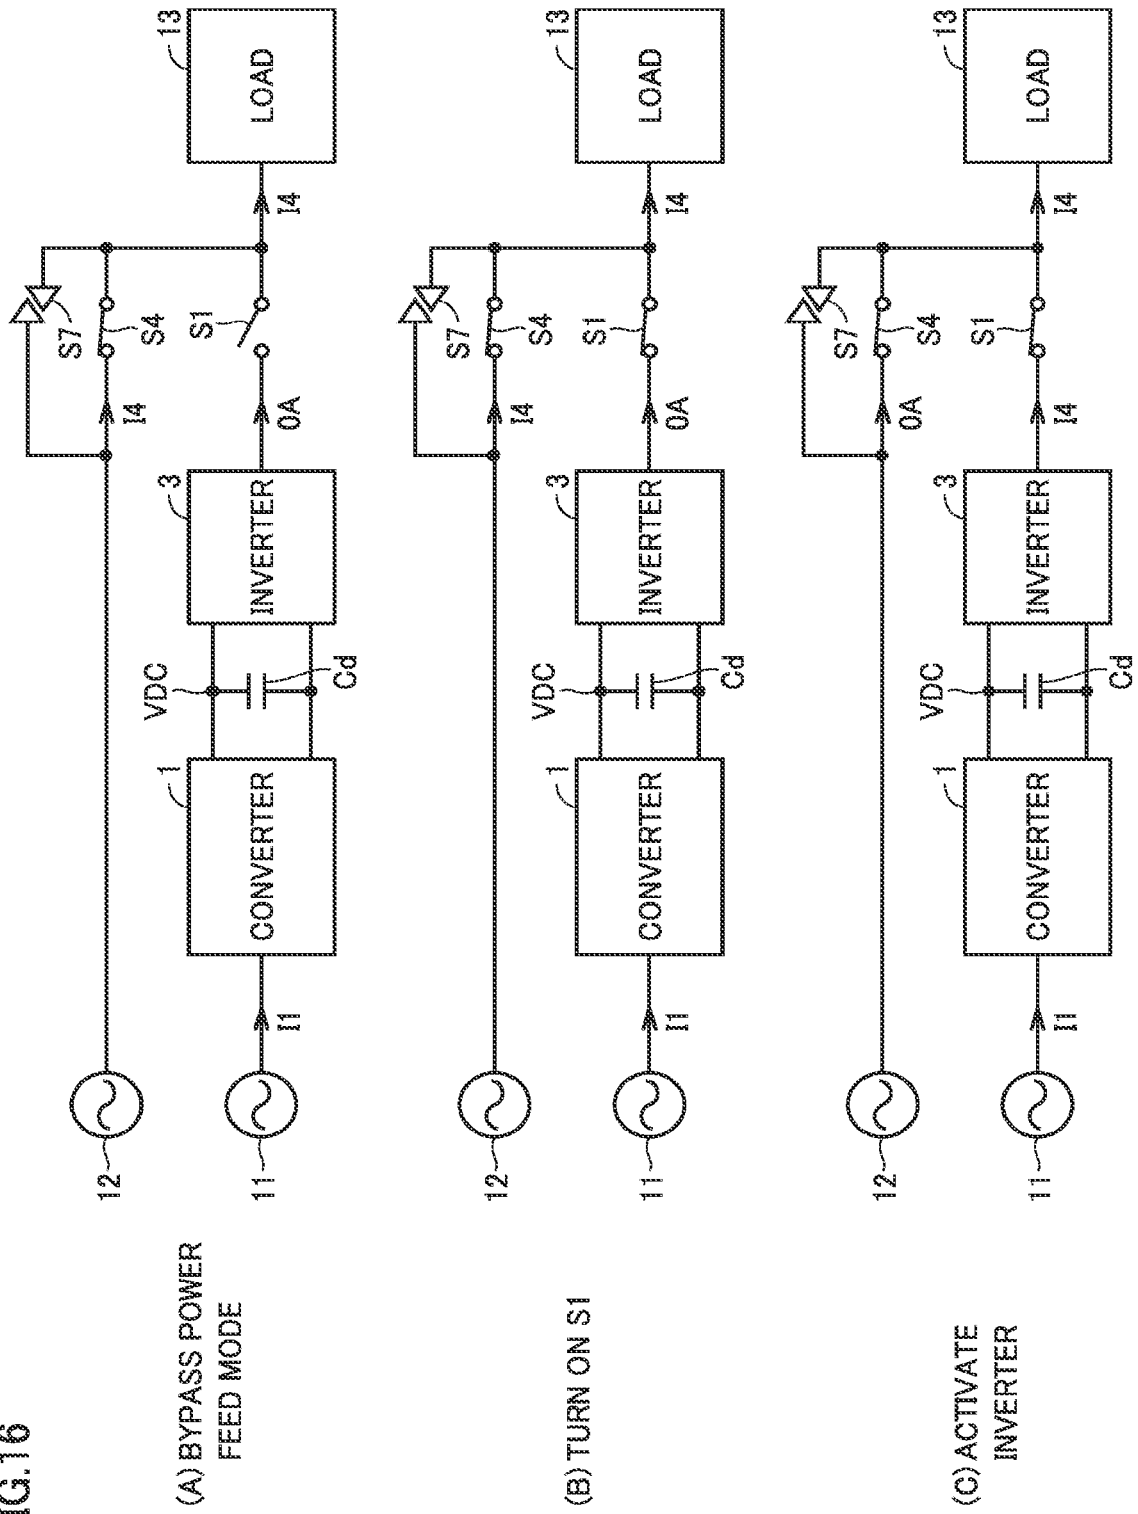 IG.16
(A) BYPASS POWER
FEED MODE
12
11
I1
1
CONVERTER
VDC
Cd
3
INVERTER
I4
0A
S7
S4
S1
I4
13
LOAD
(B) TURN ON S1
12
11
I1
1
CONVERTER
VDC
Cd
3
INVERTER
I4
0A
S7
S4
S1
I4
13
LOAD
(C) ACTIVATE
INVERTER
12
11
I1
1
CONVERTER
VDC
Cd
3
INVERTER
0A
I4
S7
S4
S1
I4
13
LOAD